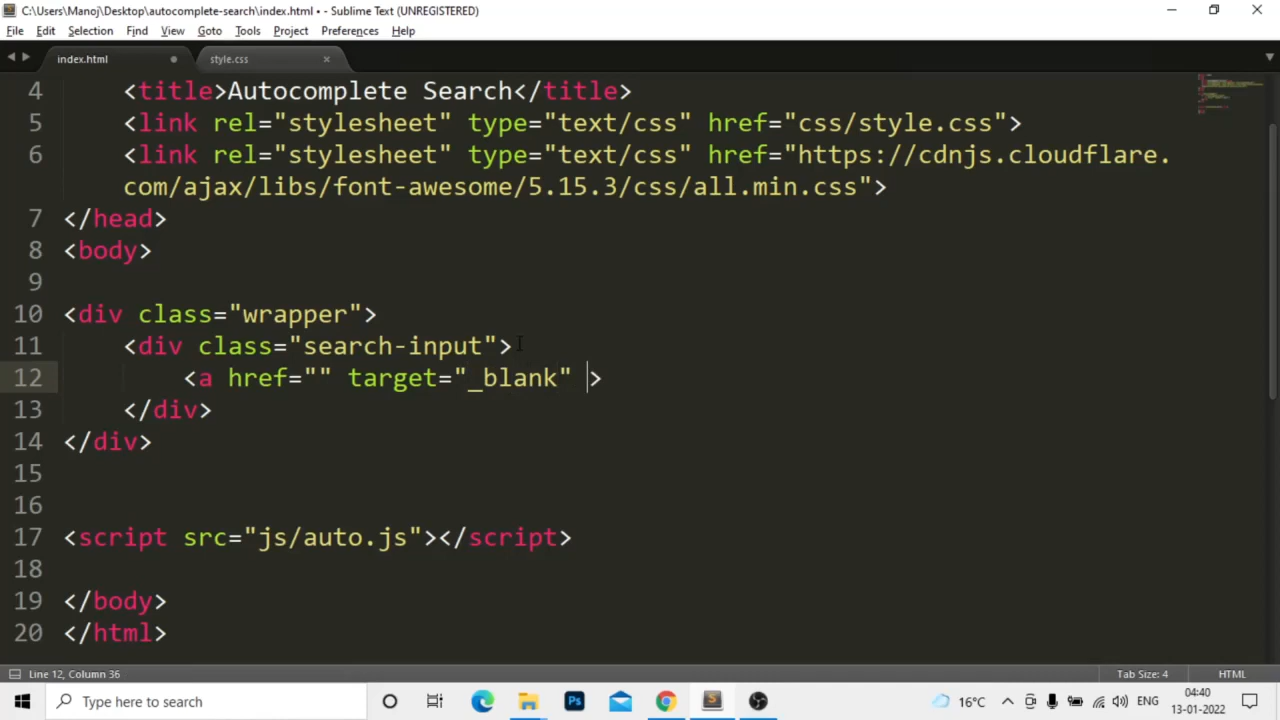 C:\Users\Manoj\Desktop\autocomplete-search\index.html • - Sublime Text (UNREGISTERED)
File Edit Selection Find View Goto Tools Project Preferences Help
index.html style.css
4 <title>Autocomplete Search</title>
5 <link rel="stylesheet" type="text/css" href="css/style.css">
6 <link rel="stylesheet" type="text/css" href="https://cdnjs.cloudflare.
com/ajax/libs/font-awesome/5.15.3/css/all.min.css">
7 </head>
8 <body>
9
10 <div class="wrapper">
11 <div class="search-input">
12 <a href="" target="_blank" >
13 </div>
14 </div>
15
16
17 <script src="js/auto.js"></script>
18
19 </body>
20 </html>
Line 12, Column 36 Tab Size: 4 HTML
Type here to search Ps 16°C ENG 04:40
13-01-2022